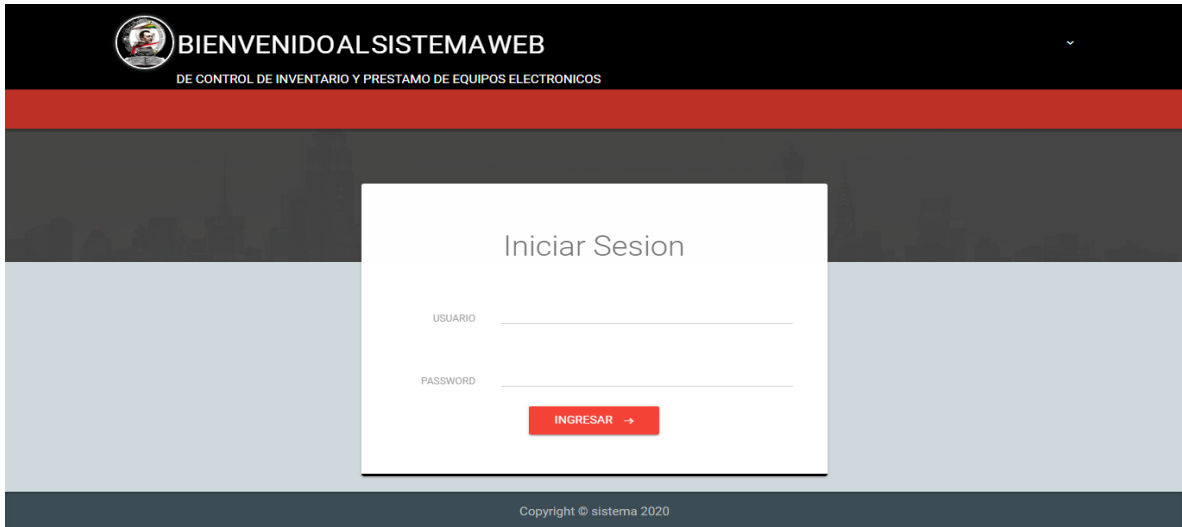 BIENVENIDOALSISTEMAWEB
DE CONTROL DE INVENTARIO Y PRESTAMO DE EQUIPOS ELECTRONICOS
Iniciar Sesion
USUARIO
PASSWORD
INGRESAR →
Copyright © sistema 2020